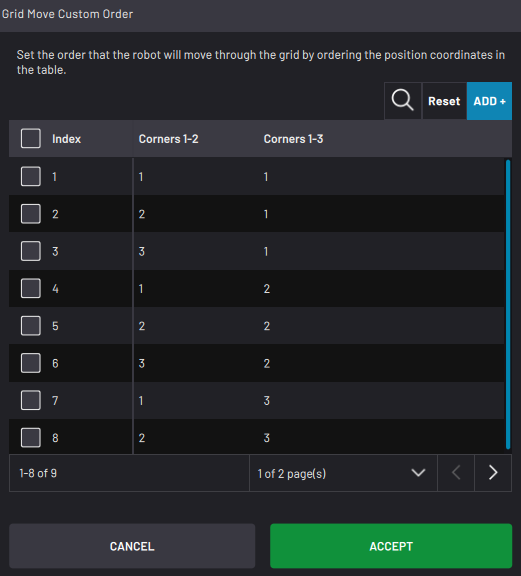 Grid Move Custom Order
Set the order that the robot will move through the grid by ordering the position coordinates in
the table.
Reset ADD +
Index Corners 1-2 Corners 1-3
1 1 1
2 2 1
3 3 1
4 1 2
5 2 2
6 3 2
7 1 3
8 2 3
1-8 of 9 1 of 2 page(s)
CANCEL ACCEPT